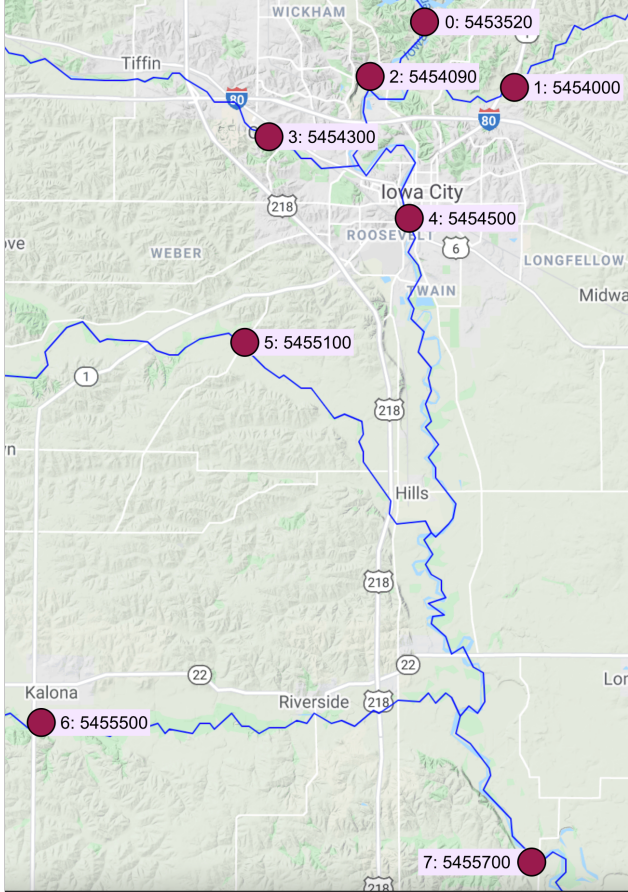 WICKHAM
0: 5453520
1
Tiffin
2: 5454090
1: 5454000
80
80
3: 5454300
Iowa City
218
4: 5454500
ROOSEVELT
6
ove
WEBER
LONGFELLOW
TWAIN
Midwa
5: 5455100
1
218
n
Hills
218
22
22
Kalona
Lor
Riverside
218
6: 5455500
7: 5455700
218